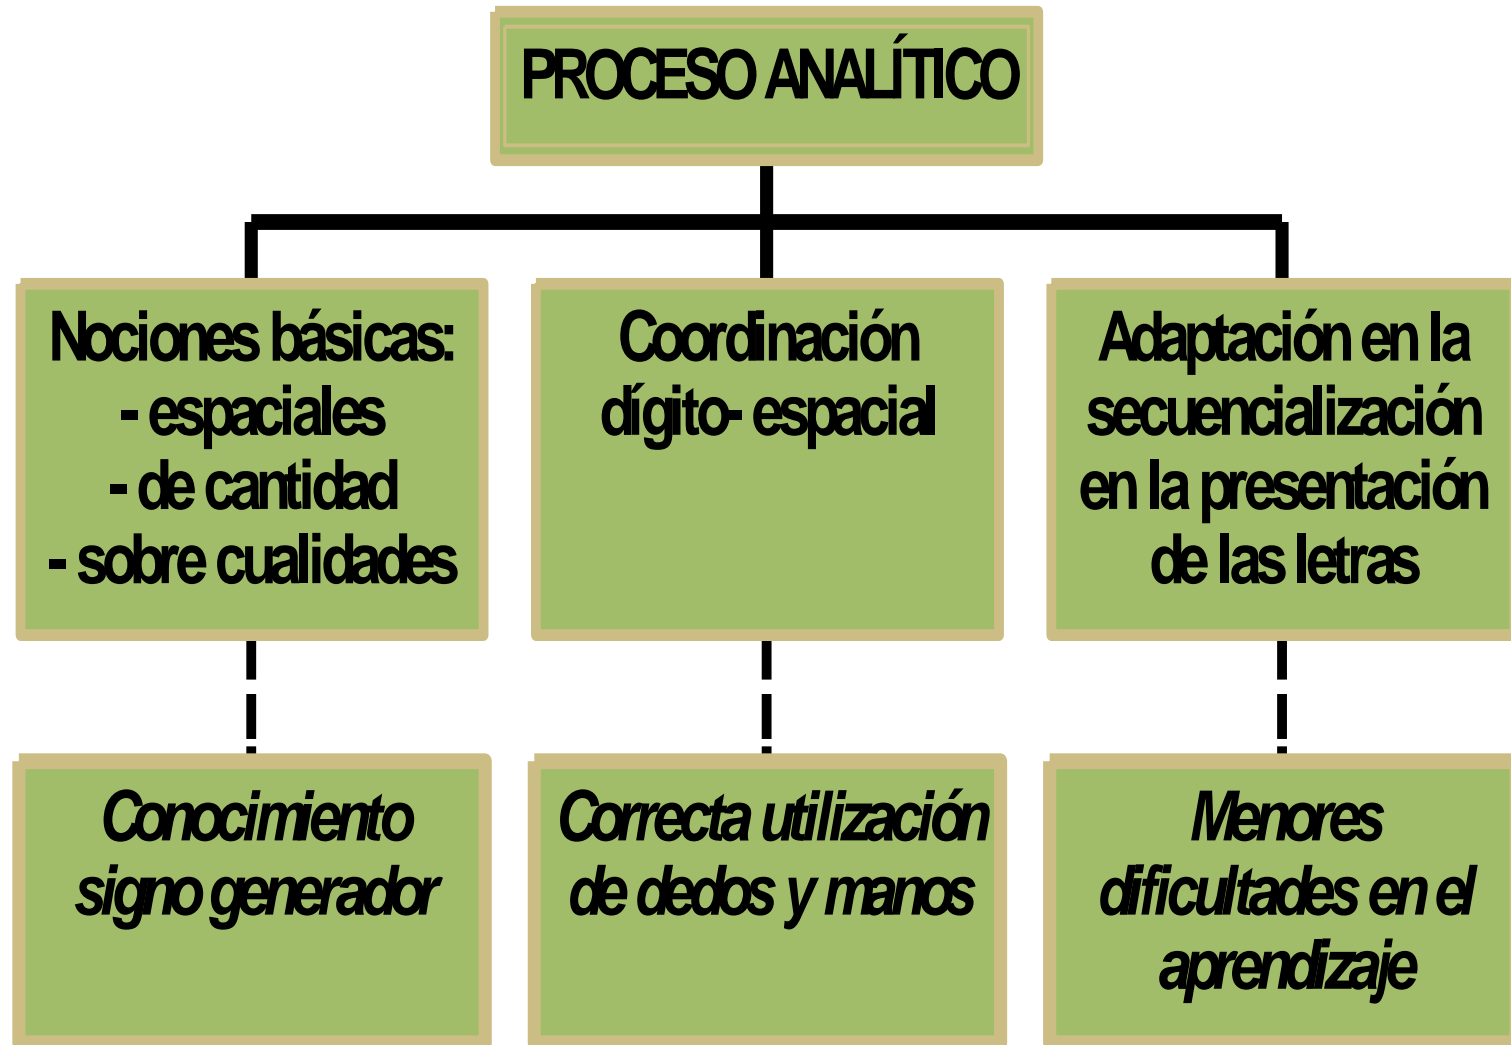 PROCESO ANALÍTICO
Nociones básicas:
- espaciales
- de cantidad
- sobre cualidades
Coordinación
dígito- espacial
Adaptación en la
secuencialización
en la presentación
de las letras
Conocimiento
signo generador
Correcta utilización
de dedos y manos
Menores
dificultades en el
aprendizaje